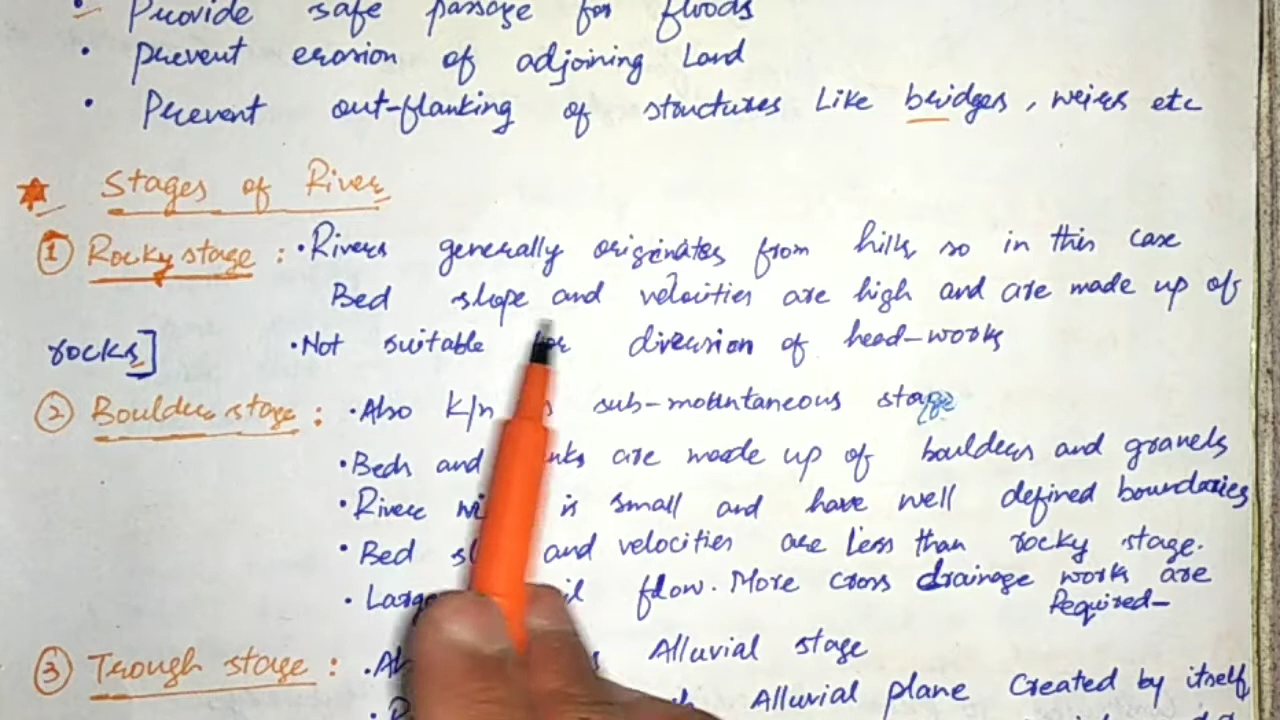 Provide safe passage for floods
• prevent erosion of adjoining Land
• Prevent out-flanking of structures Like bridges, weirs etc
Stages of River
① Rocky stage : • Rivers generally originates from hills, so in this case
Bed slope and velocities are high and are made up of
rocks] • Not suitable for diversion of head-works
② Boulder stage : • Also k/n sub-mountaneous stage
• Beds and are made up of boulders and gravels
• River is small and have well defined boundaries
• Bed and velocities are Less than rocky stage.
• flow. More cross drainage works are
Required-
③ Trough stage : Alluvial stage
Alluvial plane created by itself